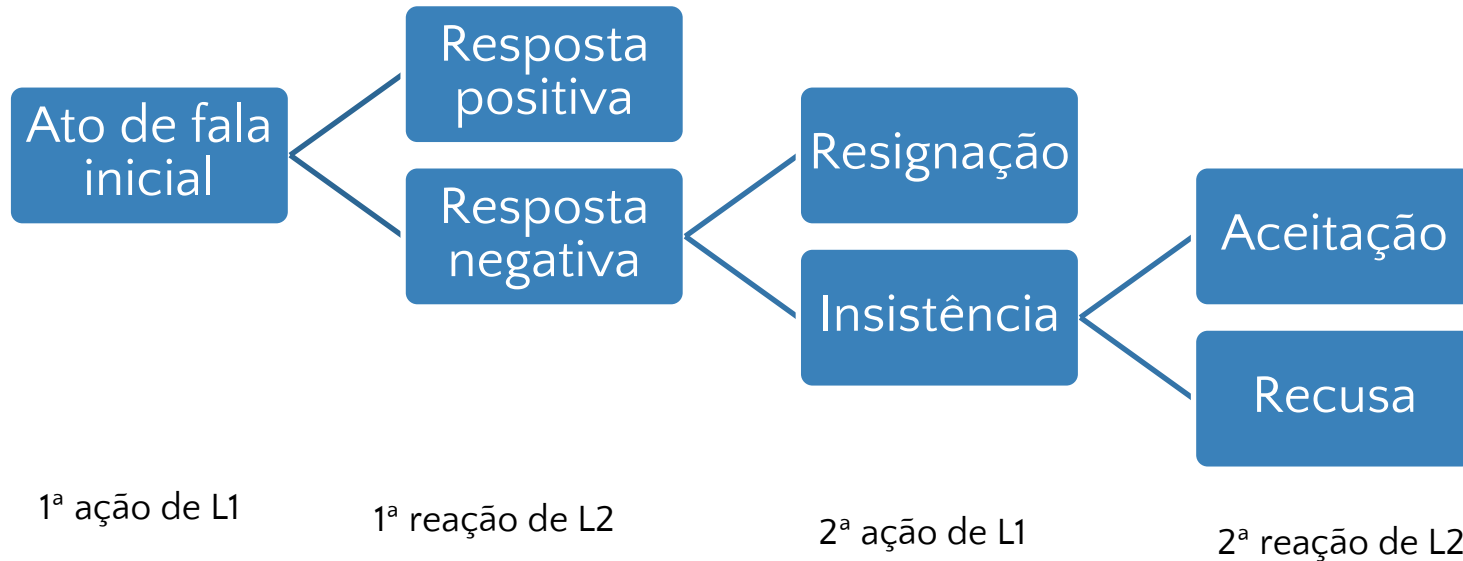 Ato de fala
inicial
Resposta
positiva
Resposta
negativa
Resignação
Insistência
Aceitação
Recusa
1ª ação de L1
1ª reação de L2
2ª ação de L1
2ª reação de L2